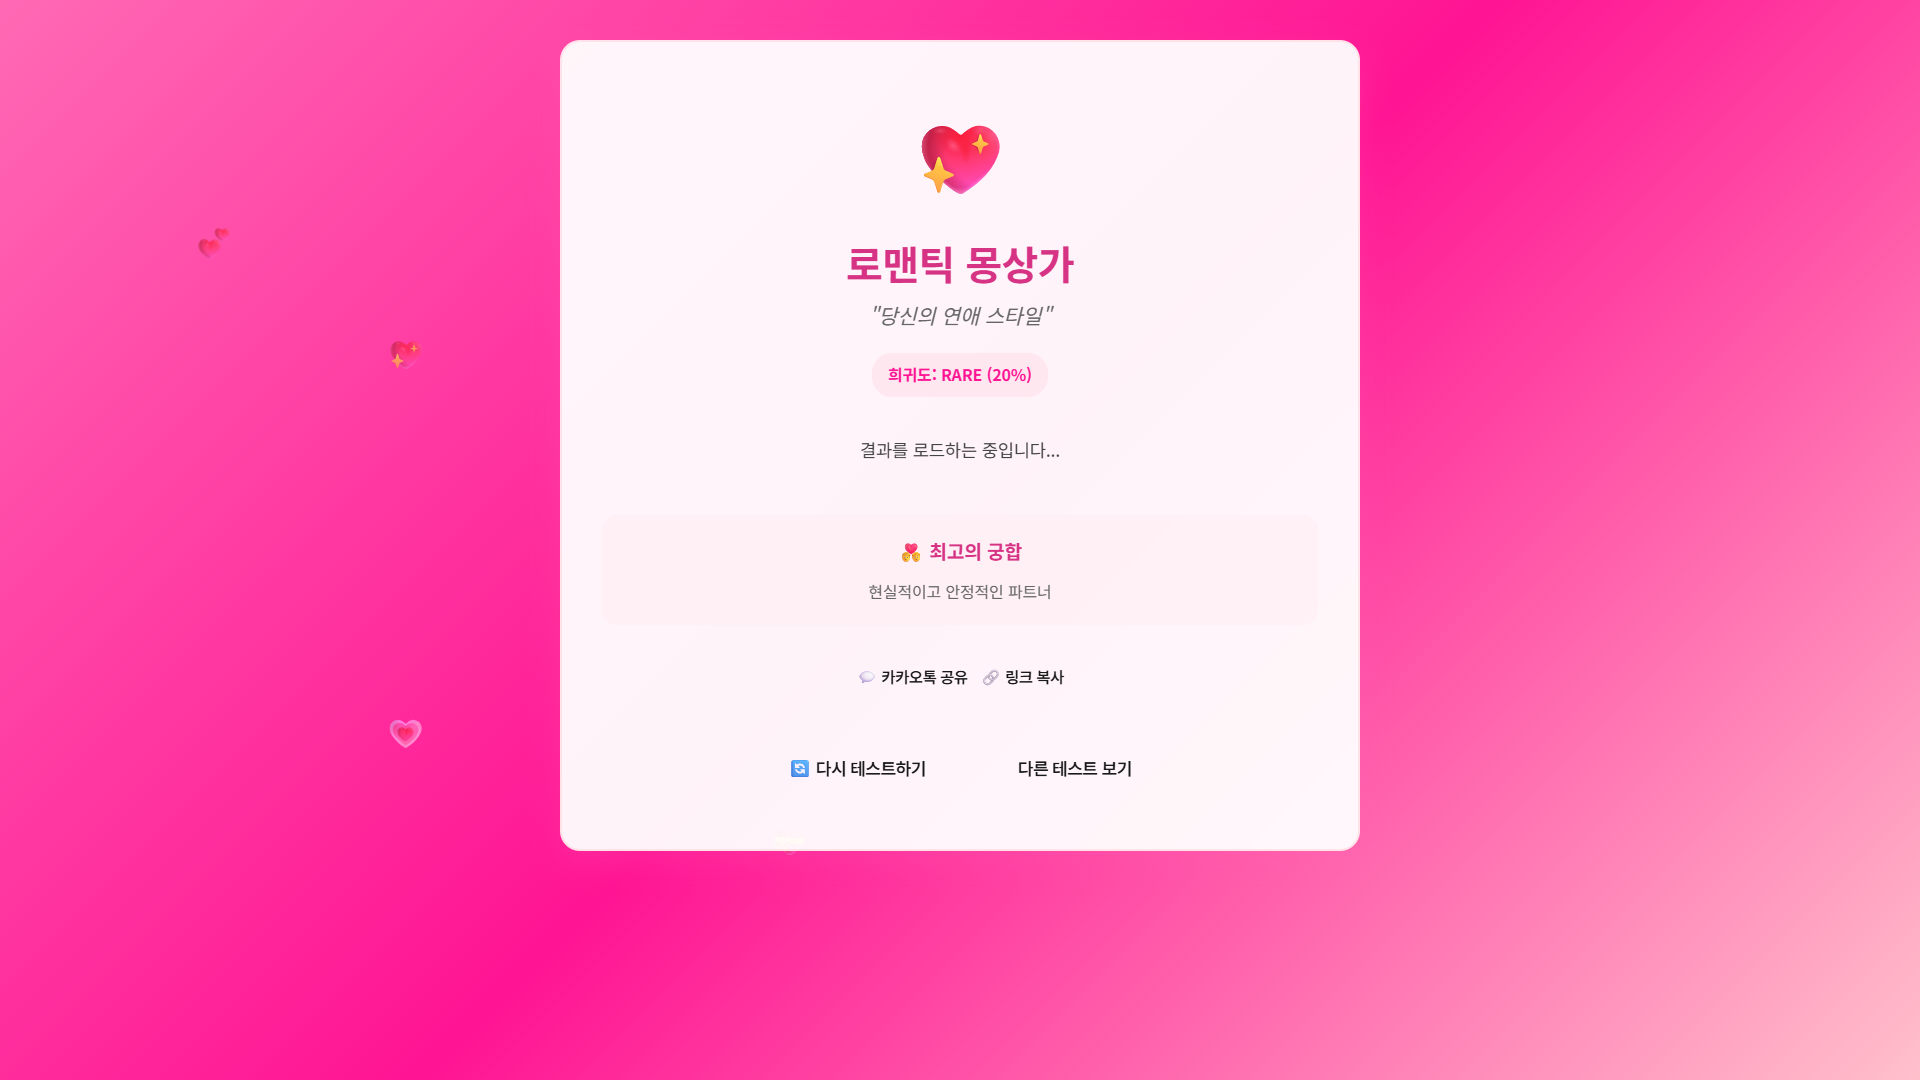 로맨틱 몽상가
"당신의 연애 스타일"
희귀도: RARE (20%)
결과를 로드하는 중입니다...
최고의 궁합
현실적이고 안정적인 파트너
카카오톡 공유 링크 복사
다시 테스트하기 다른 테스트 보기